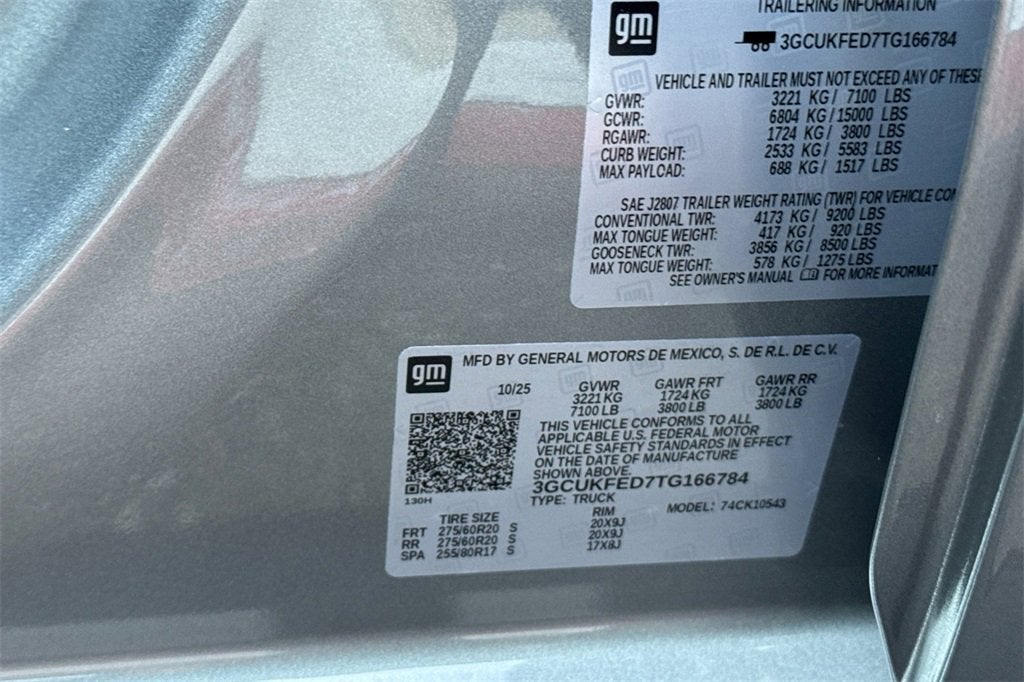 gm
TRAILERING INFORMATION
3GCUKFED7TG166784
VEHICLE AND TRAILER MUST NOT EXCEED ANY OF THESE
GVWR: 3221 KG / 7100 LBS
GCWR: 6804 KG / 15000 LBS
RGAWR: 1724 KG / 3800 LBS
CURB WEIGHT: 2533 KG / 5583 LBS
MAX PAYLOAD: 688 KG / 1517 LBS
SAE J2807 TRAILER WEIGHT RATING (TWR) FOR VEHICLE CON
CONVENTIONAL TWR: 4173 KG / 9200 LBS
MAX TONGUE WEIGHT: 417 KG / 920 LBS
GOOSENECK TWR: 3856 KG / 8500 LBS
MAX TONGUE WEIGHT: 578 KG / 1275 LBS
SEE OWNER'S MANUAL FOR MORE INFORMAT
gm
MFD BY GENERAL MOTORS DE MEXICO, S. DE R.L. DE C.V.
10/25 GVWR GAWR FRT GAWR RR
3221 KG 1724 KG 1724 KG
7100 LB 3800 LB 3800 LB
THIS VEHICLE CONFORMS TO ALL
APPLICABLE U.S. FEDERAL MOTOR
VEHICLE SAFETY STANDARDS IN EFFECT
ON THE DATE OF MANUFACTURE
SHOWN ABOVE.
3GCUKFED7TG166784
130H
TYPE: TRUCK
MODEL: 74CK10543
TIRE SIZE RIM
FRT 275/60R20 S 20X9J
RR 275/60R20 S 20X9J
SPA 255/80R17 S 17X8J